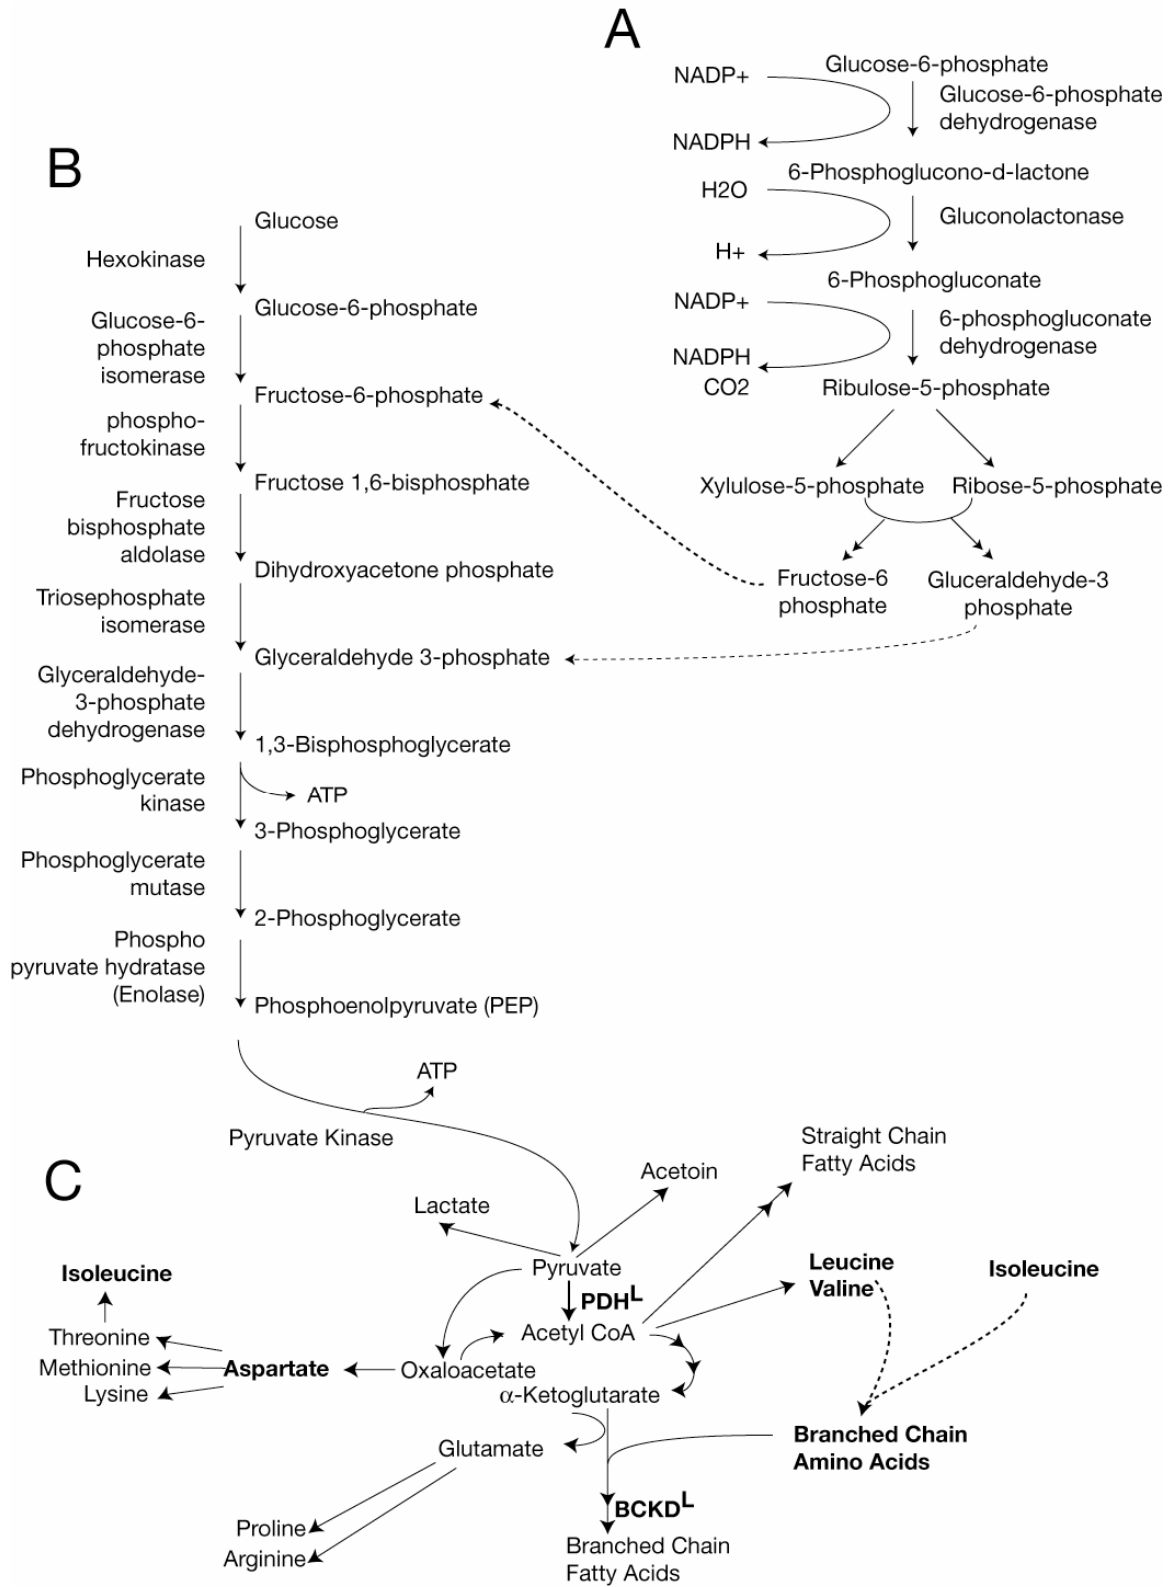 A
NADP+
Glucose-6-phosphate
Glucose-6-phosphate
dehydrogenase
NADPH
6-Phosphoglucono-d-lactone
H2O
Gluconolactonase
H+
6-Phosphogluconate
NADP+
6-phosphogluconate
dehydrogenase
NADPH
CO2
Ribulose-5-phosphate
Xylulose-5-phosphate
Ribose-5-phosphate
Fructose-6
phosphate
Gluceraldehyde-3
phosphate
B
Glucose
Hexokinase
Glucose-6-phosphate
Glucose-6-
phosphate
isomerase
Fructose-6-phosphate
phospho-
fructokinase
Fructose 1,6-bisphosphate
Fructose
bisphosphate
aldolase
Dihydroxyacetone phosphate
Triosephosphate
isomerase
Glyceraldehyde 3-phosphate
Glyceraldehyde-
3-phosphate
dehydrogenase
1,3-Bisphosphoglycerate
Phosphoglycerate
kinase
ATP
3-Phosphoglycerate
Phosphoglycerate
mutase
2-Phosphoglycerate
Phospho
pyruvate hydratase
(Enolase)
Phosphoenolpyruvate (PEP)
ATP
Pyruvate Kinase
C
Straight Chain
Fatty Acids
Acetoin
Lactate
Pyruvate
PDHL
Acetyl CoA
Leucine
Valine
Isoleucine
Isoleucine
Threonine
Methionine
Lysine
Aspartate
Oxaloacetate
α-Ketoglutarate
Glutamate
Branched Chain
Amino Acids
Proline
Arginine
BCKDL
Branched Chain
Fatty Acids